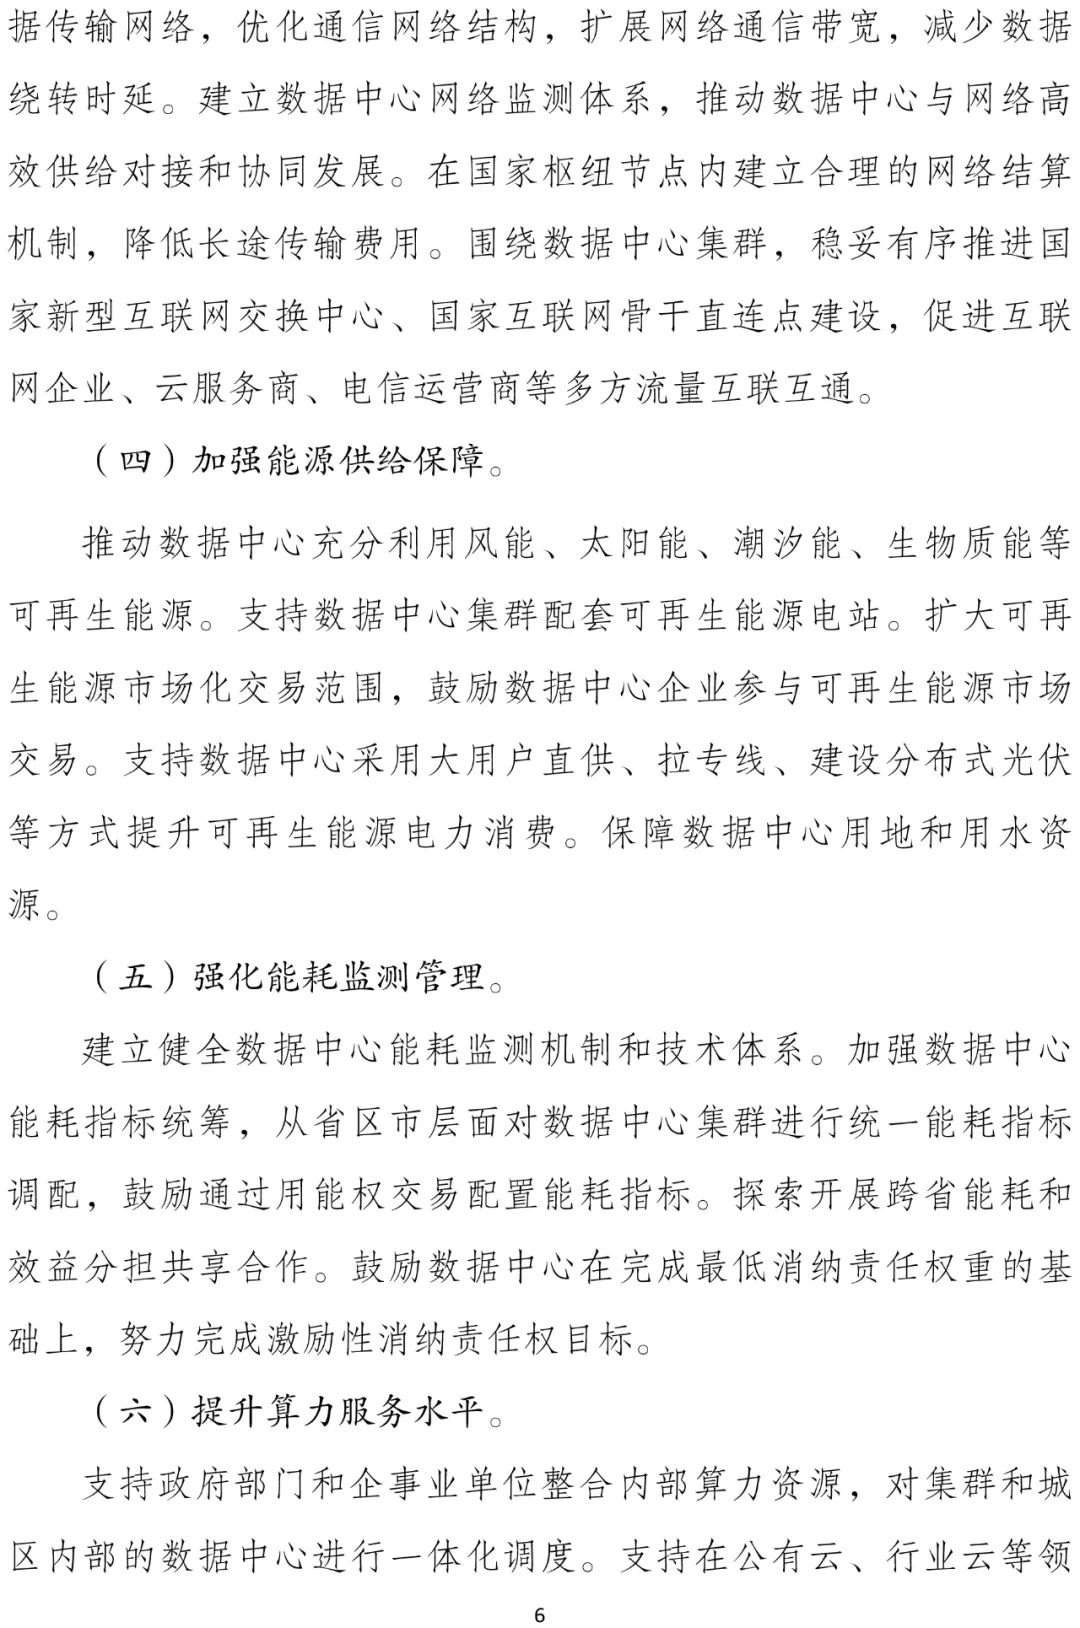 据传输网络，优化通信网络结构，扩展网络通信带宽，减少数据
绕转时延。建立数据中心网络监测体系，推动数据中心与网络高
效供给对接和协同发展。在国家枢纽节点内建立合理的网络结算
机制，降低长途传输费用。围绕数据中心集群，稳妥有序推进国
家新型互联网交换中心、国家互联网骨干直连点建设，促进互联
网企业、云服务商、电信运营商等多方流量互联互通。
（四）加强能源供给保障。
推动数据中心充分利用风能、太阳能、潮汐能、生物质能等
可再生能源。支持数据中心集群配套可再生能源电站。扩大可再
生能源市场化交易范围，鼓励数据中心企业参与可再生能源市场
交易。支持数据中心采用大用户直供、拉专线、建设分布式光伏
等方式提升可再生能源电力消费。保障数据中心用地和用水资
源。
（五）强化能耗监测管理。
建立健全数据中心能耗监测机制和技术体系。加强数据中心
能耗指标统筹，从省区市层面对数据中心集群进行统一能耗指标
调配，鼓励通过用能权交易配置能耗指标。探索开展跨省能耗和
效益分担共享合作。鼓励数据中心在完成最低消纳责任权重的基
础上，努力完成激励性消纳责任权目标。
（六）提升算力服务水平。
支持政府部门和企事业单位整合内部算力资源，对集群和城
区内部的数据中心进行一体化调度。支持在公有云、行业云等领
6